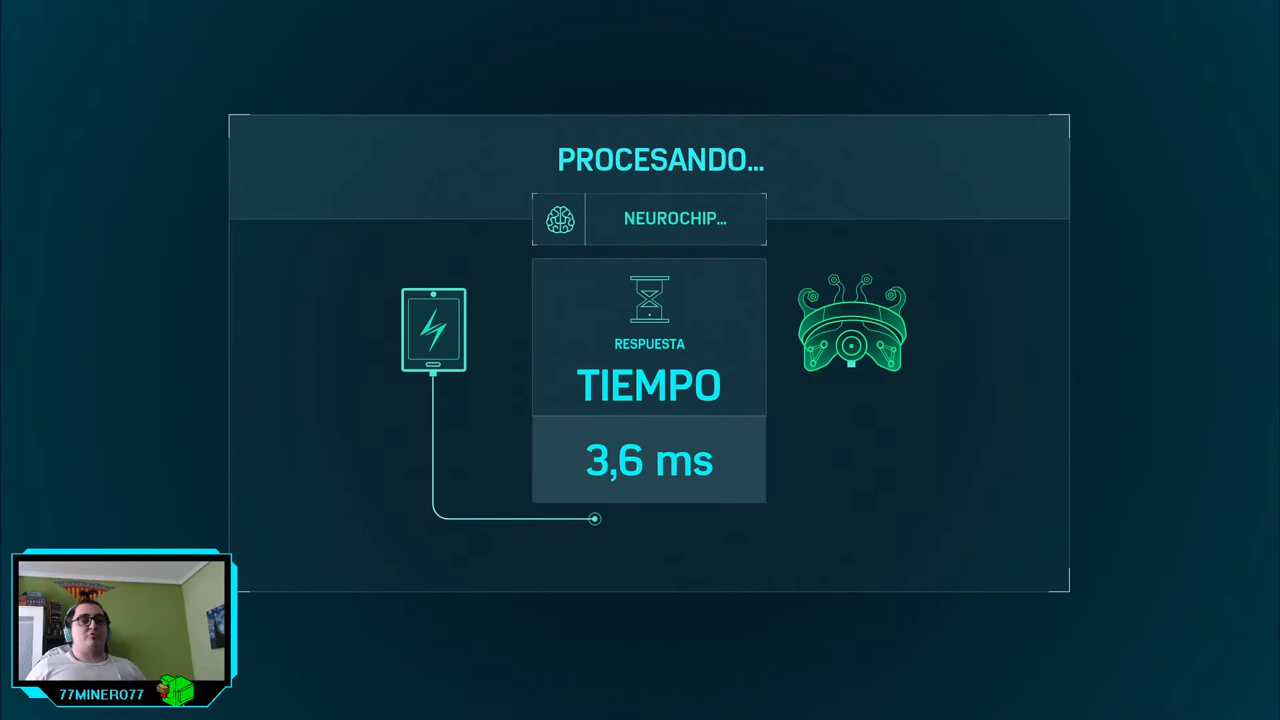 PROCESANDO...
NEUROCHIP...
RESPUESTA
TIEMPO
3,6 ms
77MINERO77